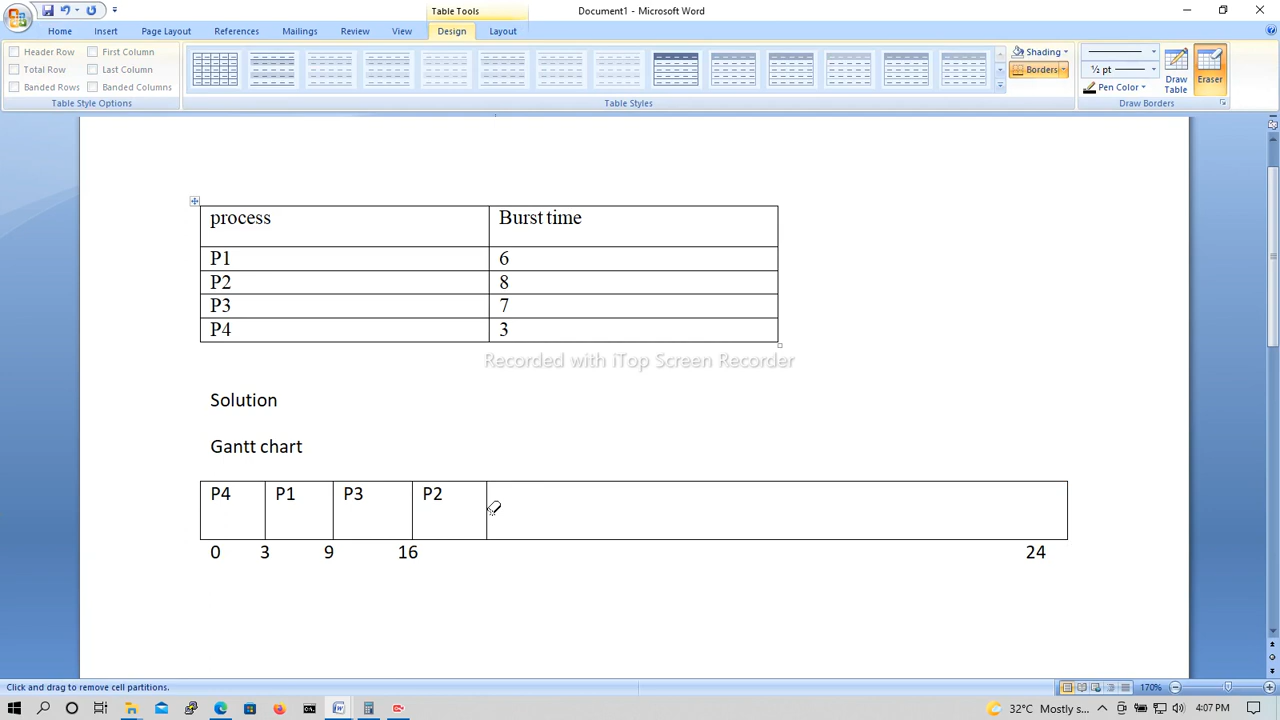 Table Tools
Document1 - Microsoft Word
Home Insert Page Layout References Mailings Review View Design Layout
Header Row First Column
Total Row Last Column
Banded Rows Banded Columns
Table Style Options
Table Styles
Shading
Borders
½ pt
Pen Color
Draw Table
Eraser
Draw Borders
process Burst time
P1 6
P2 8
P3 7
P4 3
Recorded with iTop Screen Recorder
Solution
Gantt chart
P4 P1 P3 P2
0 3 9 16 24
Click and drag to remove cell partitions.
170%
32°C Mostly s...
4:07 PM